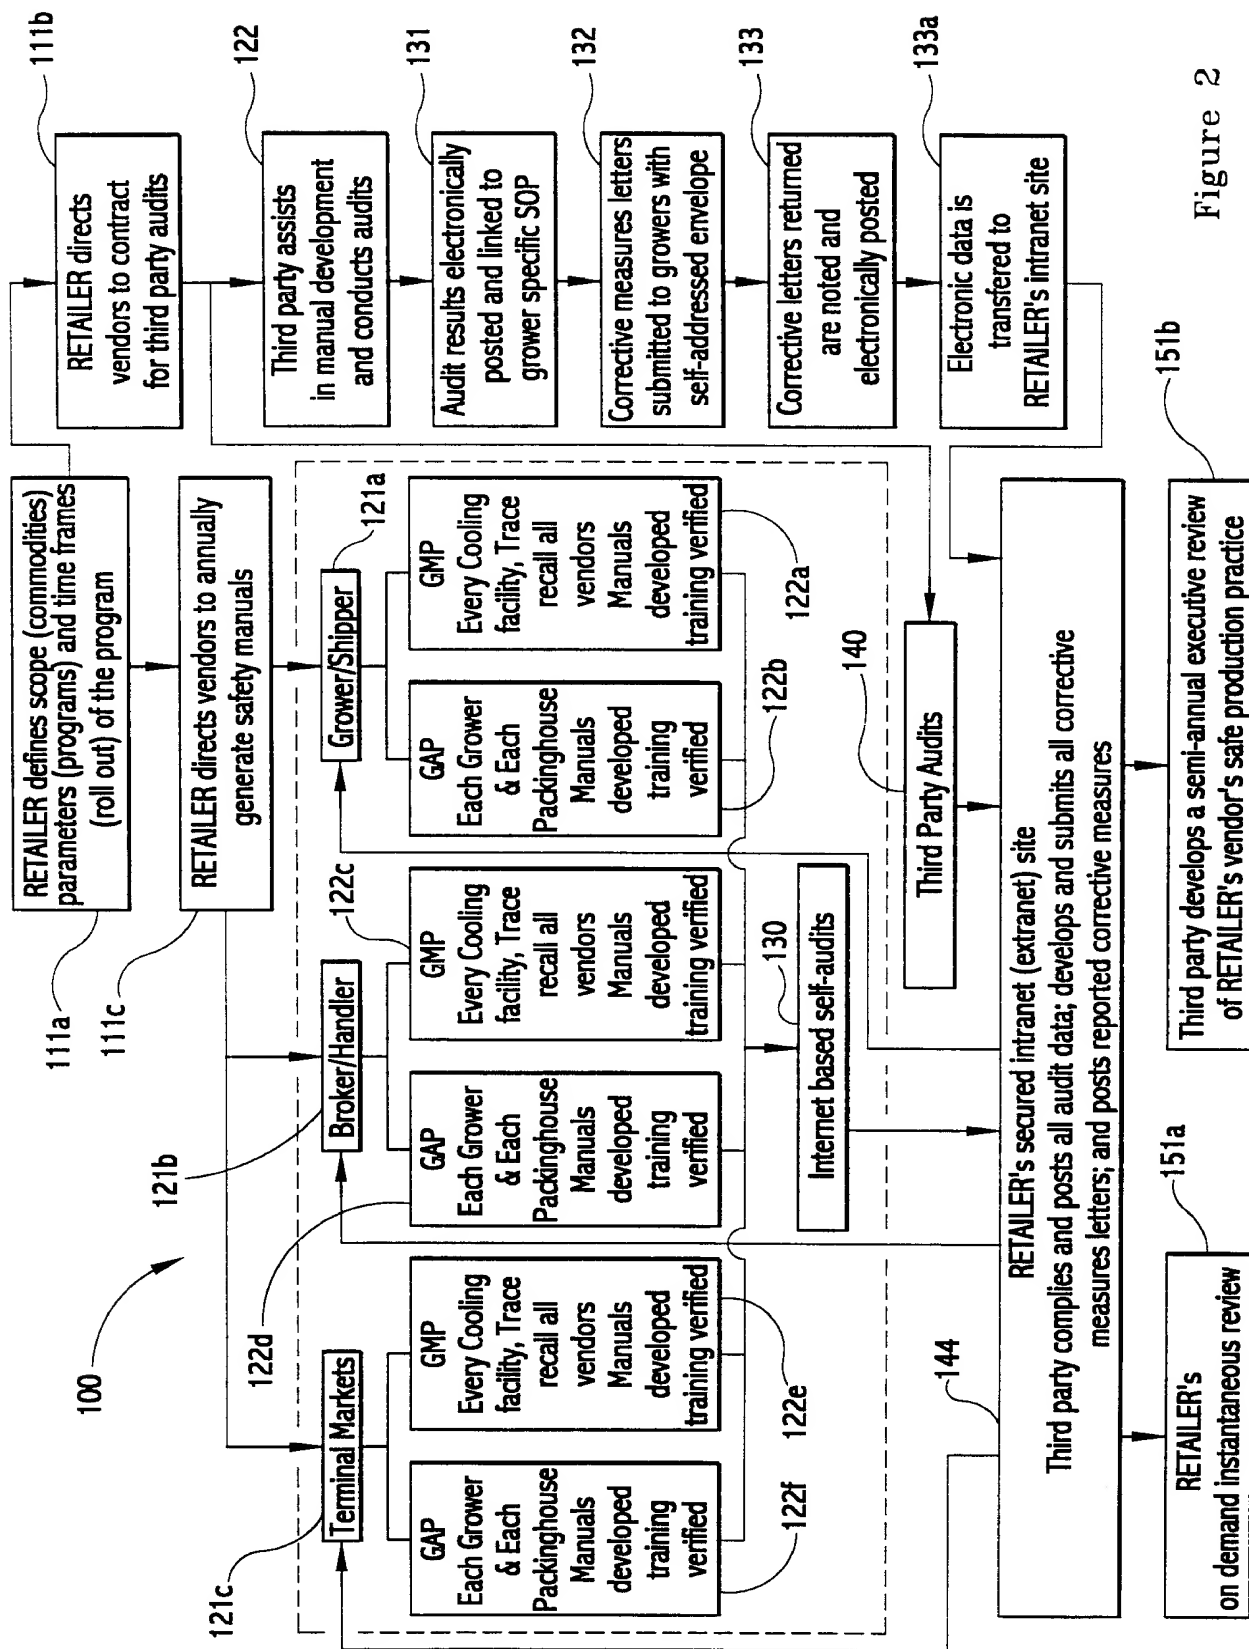 111b
RETAILER directs
vendors to contract
for third party audits
122
Third party assists
in manual development
and conducts audits
131
Audit results electronically
posted and linked to
grower specific SOP
132
Corrective measures letters
submitted to growers with
self-addressed envelope
133
Corrective letters returned
are noted and
electronically posted
133a
Electronic data is
transfered to
RETAILER's intranet site
Figure 2
RETAILER defines scope (commodities)
parameters (programs) and time frames
(roll out) of the program
111a
RETAILER directs vendors to annually
generate safety manuals
111c
100
Terminal Markets
121c
Broker/Handler
121b
Grower/Shipper
121a
GAP
Each Grower
& Each
Packinghouse
Manuals
developed
training
verified
122f
GMP
Every Cooling
facility, Trace
recall all
vendors
Manuals
developed
training verified
122e
GAP
Each Grower
& Each
Packinghouse
Manuals
developed
training
verified
122d
GMP
Every Cooling
facility, Trace
recall all
vendors
Manuals
developed
training verified
122c
GAP
Each Grower
& Each
Packinghouse
Manuals
developed
training
verified
122b
GMP
Every Cooling
facility, Trace
recall all
vendors
Manuals
developed
training verified
122a
Internet based self-audits
130
Third Party Audits
140
RETAILER's secured intranet (extranet) site
Third party complies and posts all audit data; develops and submits all corrective
measures letters; and posts reported corrective measures
144
RETAILER's
on demand instantaneous review
151a
Third party develops a semi-annual executive review
of RETAILER's vendor's safe production practice
151b